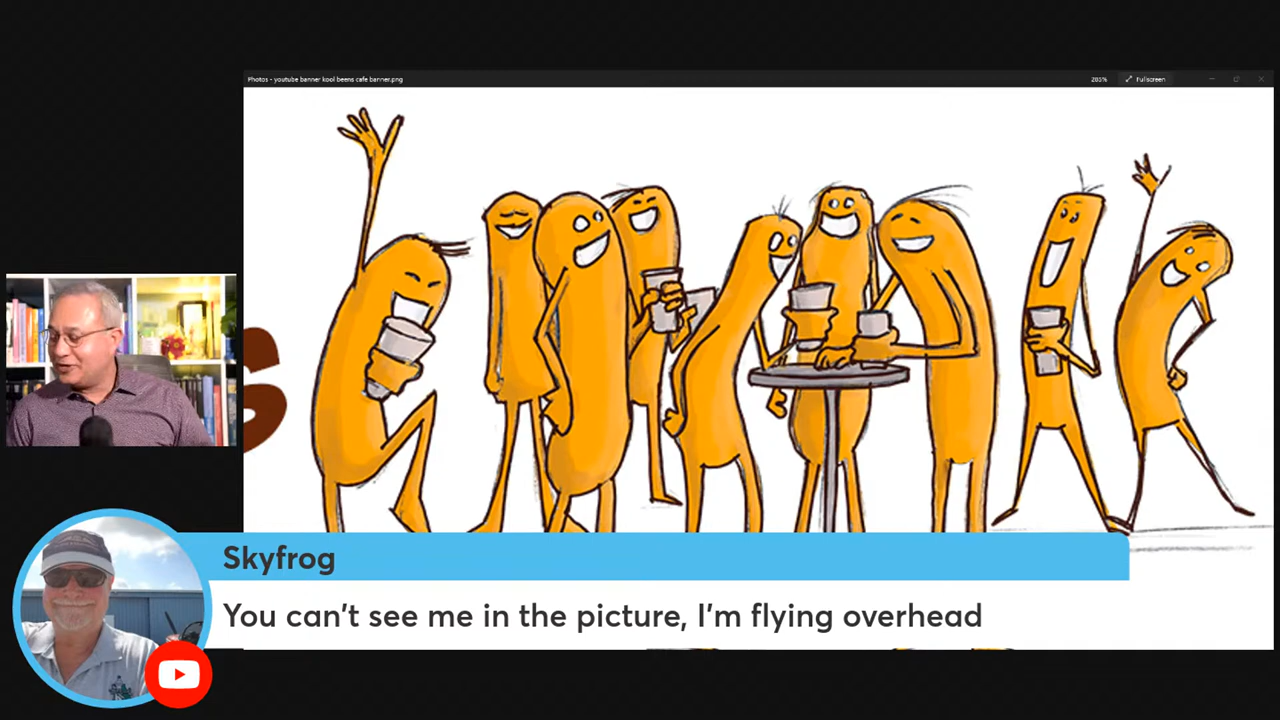 Photos - youtube banner kool beens cafe banner.png
285% Fullscreen
S
Skyfrog
You can't see me in the picture, I'm flying overhead